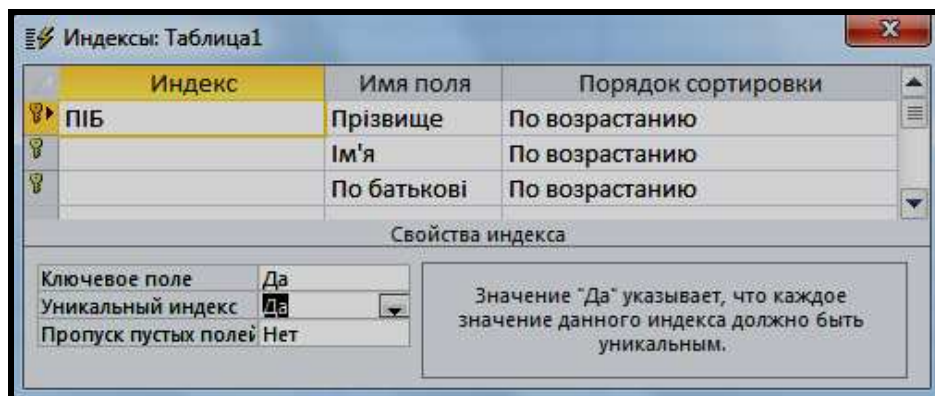 Индексы: Таблица1
Индекс Имя поля Порядок сортировки
ПІБ Прізвище По возрастанию
Ім'я По возрастанию
По батькові По возрастанию
Свойства индекса
Ключевое поле Да
Уникальный индекс Да
Пропуск пустых полей Нет
Значение "Да" указывает, что каждое
значение данного индекса должно быть
уникальным.